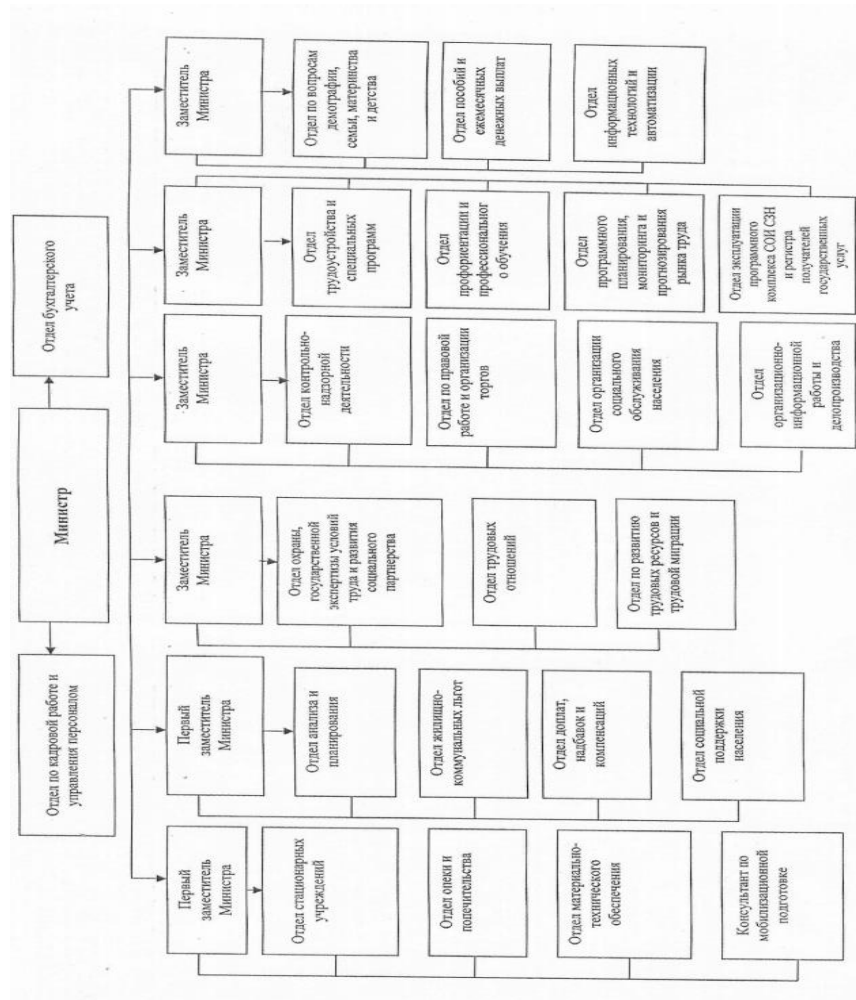 Министр
Отдел по кадровой работе и
управления персоналом
Отдел бухгалтерского
учета
Первый
заместитель
Министра
Отдел стационарных
учреждений
Отдел опеки и
попечительства
Отдел материально-
технического
обеспечения
Консультант по
мобилизационной
подготовке
Первый
заместитель
Министра
Отдел анализа и
планирования
Отдел жилищно-
коммунальных льгот
Отдел доплат,
надбавок и
компенсаций
Отдел социальной
поддержки
населения
Заместитель
Министра
Отдел охраны,
государственной
экспертизы условий
труда и развития
социального
партнерства
Отдел трудовых
отношений
Отдел по развитию
трудовых ресурсов и
трудовой миграции
Заместитель
Министра
Отдел контрольно-
надзорной
деятельности
Отдел по правовой
работе и организации
торгов
Отдел организации
социального
обслуживания
населения
Отдел
организационно-
информационной
работы и
делопроизводства
Заместитель
Министра
Отдел
трудоустройства и
специальных
программ
Отдел
профориентации и
профессиональног
о обучения
Отдел
программного
планирования,
мониторинга и
прогнозирования
рынка труда
Отдел эксплуатации
программного
комплекса СОИ СЗН
и регистра
получателей
государственных
услуг
Заместитель
Министра
Отдел по вопросам
демографии,
семьи, материнства
и детства
Отдел пособий и
ежемесячных
денежных выплат
Отдел
информационных
технологий и
автоматизации